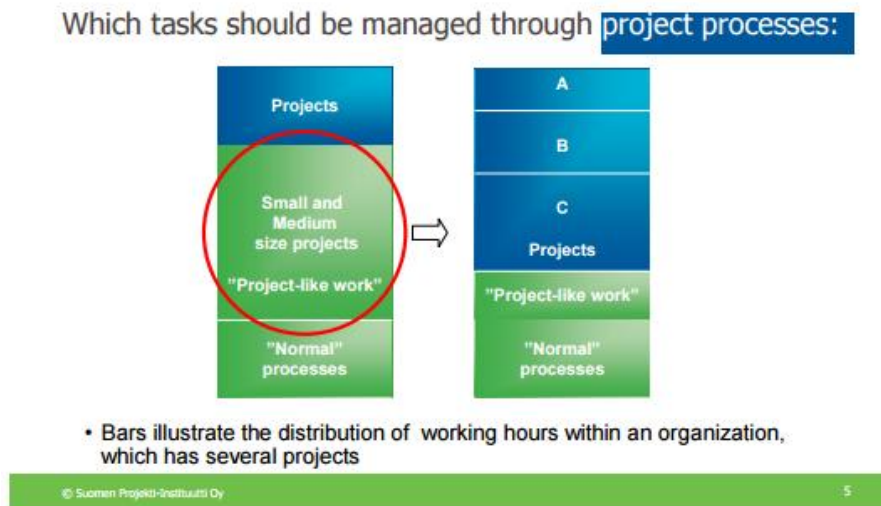 Which tasks should be managed through project processes:
Projects
Small and
Medium
size projects
"Project-like work"
"Normal"
processes
A
B
C
Projects
"Project-like work"
"Normal"
processes
• Bars illustrate the distribution of working hours within an organization,
which has several projects
© Suomen Projekti-Instituutti Oy
5